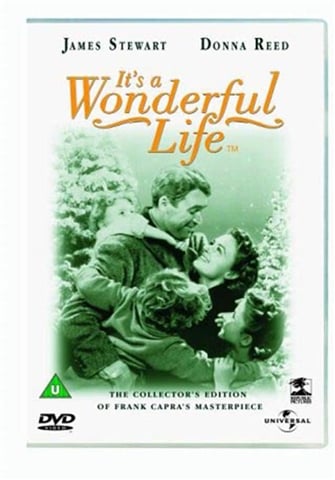 JAMES STEWART DONNA REED
It's a
Wonderful
Life™
U
THE COLLECTOR'S EDITION
OF FRANK CAPRA'S MASTERPIECE
DVD
VIDEO
UNIVERSAL